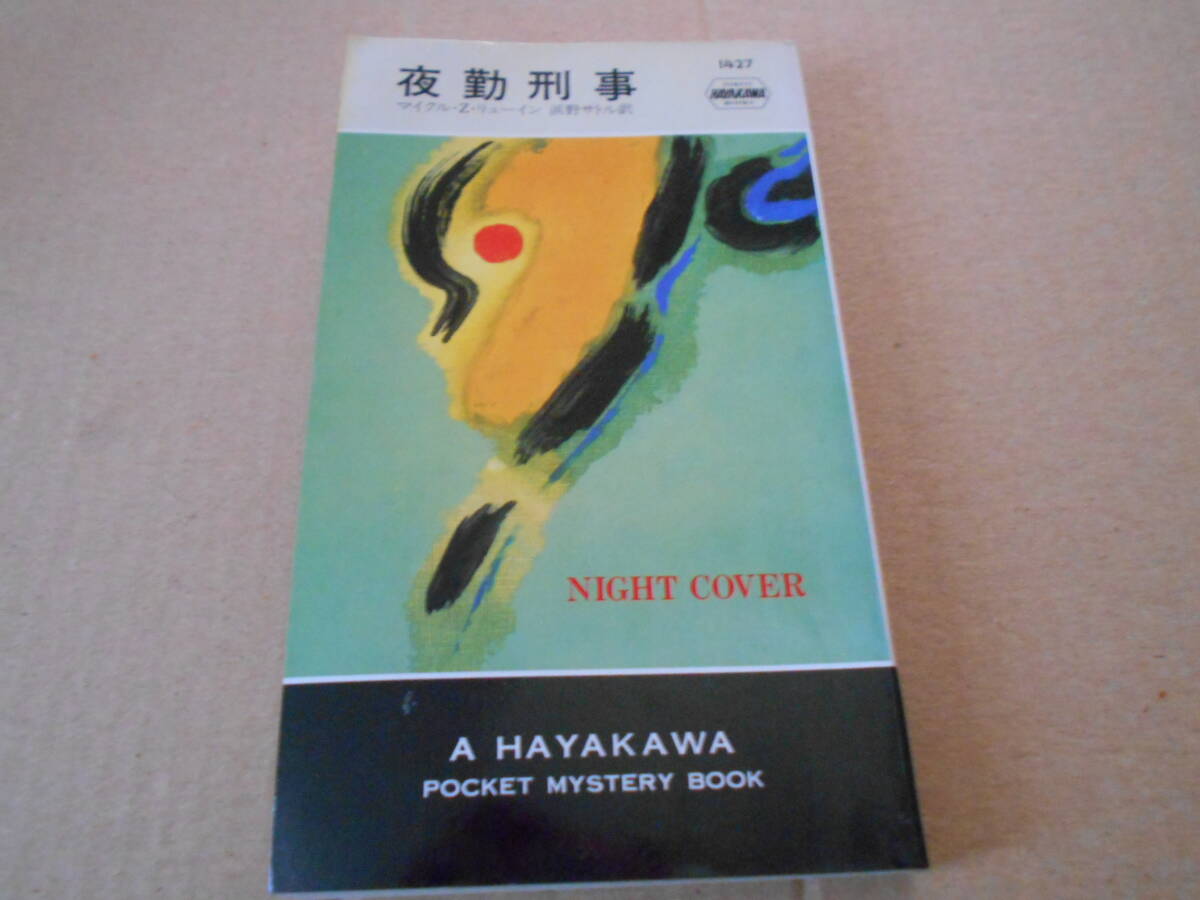 夜勤刑事
1427
HAYAKAWA
マイクル・Z・リューイン 浜野サトル訳
NIGHT COVER
A HAYAKAWA
POCKET MYSTERY BOOK